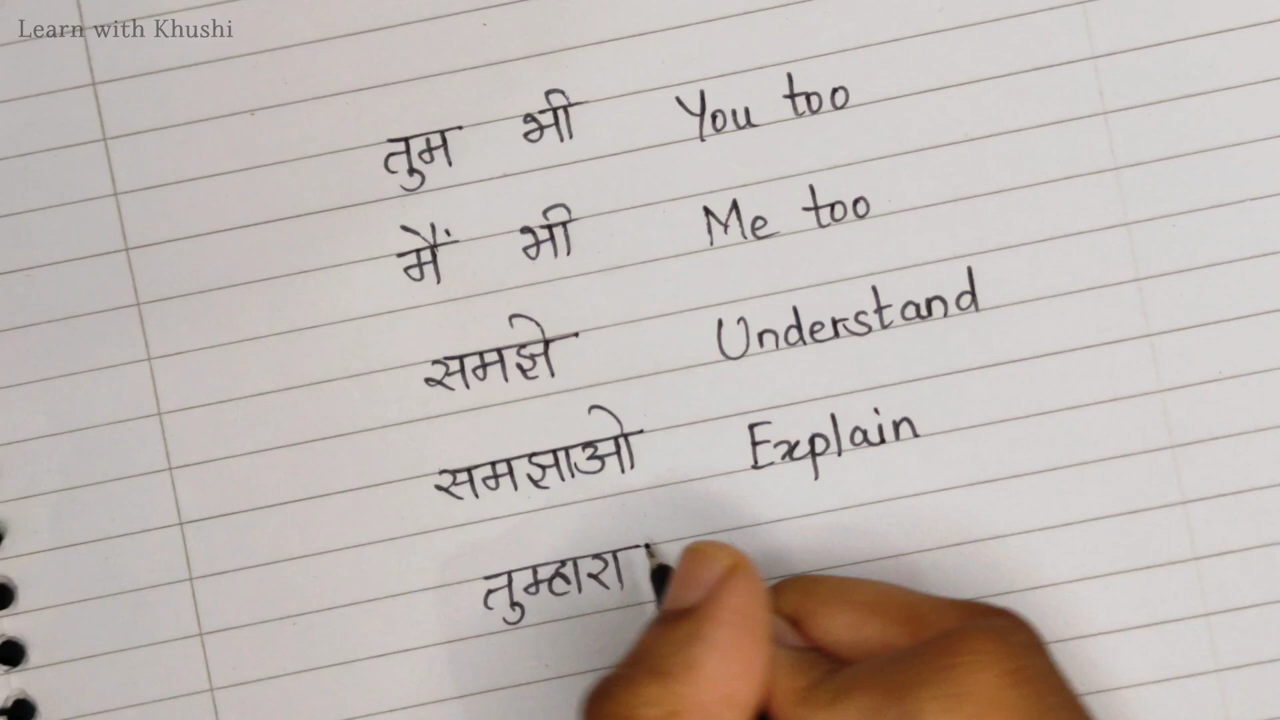 Learn with Khushi
तुम भी You too
मैं भी Me too
समझे Understand
समझाओ Explain
तुम्हारा